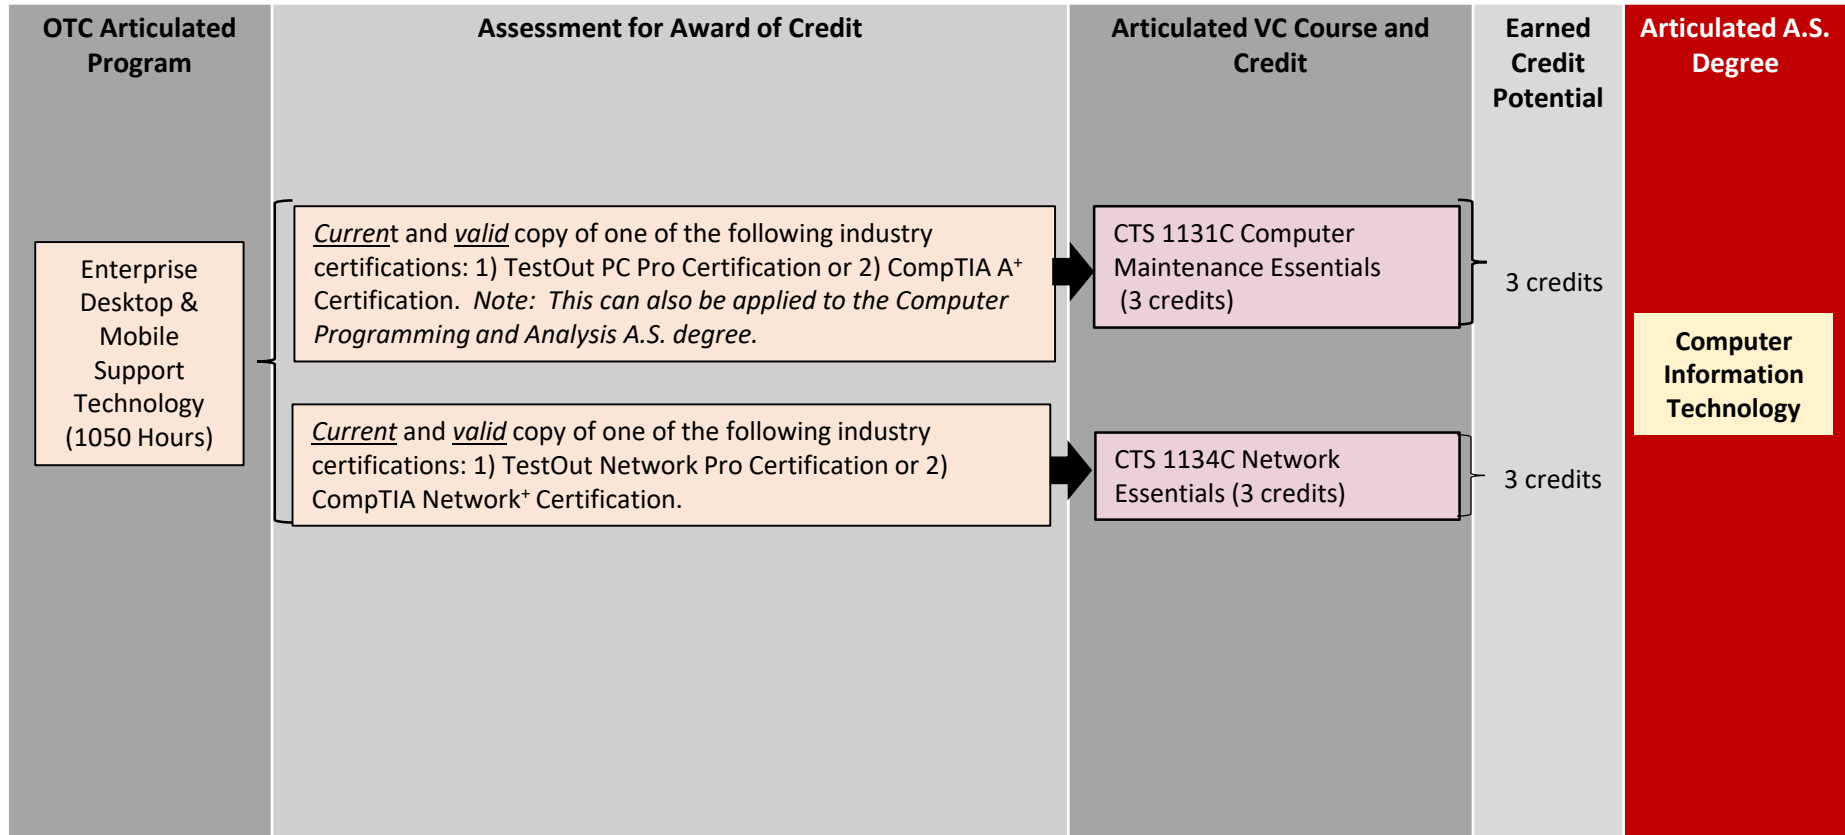 OTC Articulated
Program
Assessment for Award of Credit
Articulated VC Course and
Credit
Earned
Credit
Potential
Articulated A.S.
Degree
Enterprise
Desktop &
Mobile
Support
Technology
(1050 Hours)
Current and valid copy of one of the following industry
certifications: 1) TestOut PC Pro Certification or 2) CompTIA A+
Certification. Note: This can also be applied to the Computer
Programming and Analysis A.S. degree.
CTS 1131C Computer
Maintenance Essentials
(3 credits)
3 credits
Current and valid copy of one of the following industry
certifications: 1) TestOut Network Pro Certification or 2)
CompTIA Network+ Certification.
CTS 1134C Network
Essentials (3 credits)
3 credits
Computer
Information
Technology